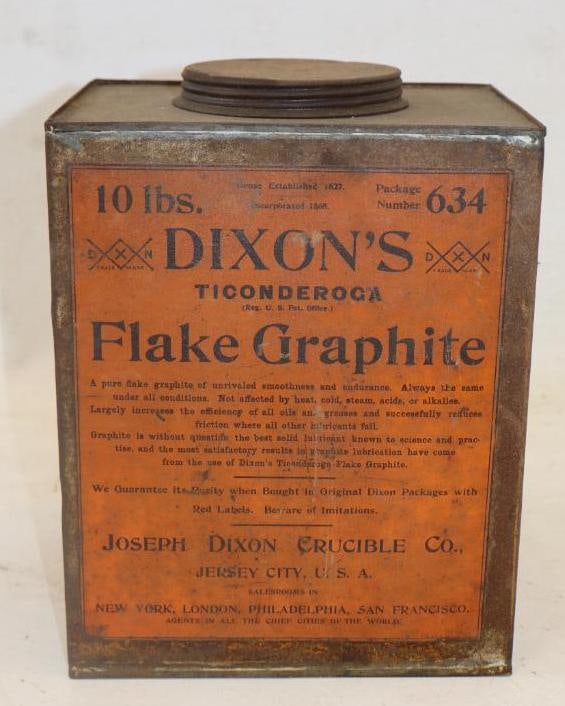 10 lbs.
House Established 1827.
Incorporated 1868.
Package
Number 634
DIXON
TRADE MARK
DIXON'S
DIXON
TRADE MARK
TICONDEROGA
(Reg. U. S. Pat. Office.)
Flake Graphite
A pure flake graphite of unrivaled smoothness and endurance. Always the same
under all conditions. Not affected by heat, cold, steam, acids, or alkalies.
Largely increases the efficiency of all oils and greases and successfully reduces
friction where all other lubricants fail.
Graphite is without question the best solid lubricant known to science and prac-
tise, and the most satisfactory results in graphite lubrication have come
from the use of Dixon's Ticonderoga Flake Graphite.
We Guarantee its Purity when Bought in Original Dixon Packages with
Red Labels. Beware of Imitations.
JOSEPH DIXON CRUCIBLE CO.,
JERSEY CITY, U. S. A.
SALESROOMS IN
NEW YORK, LONDON, PHILADELPHIA, SAN FRANCISCO.
AGENTS IN ALL THE CHIEF CITIES OF THE WORLD.